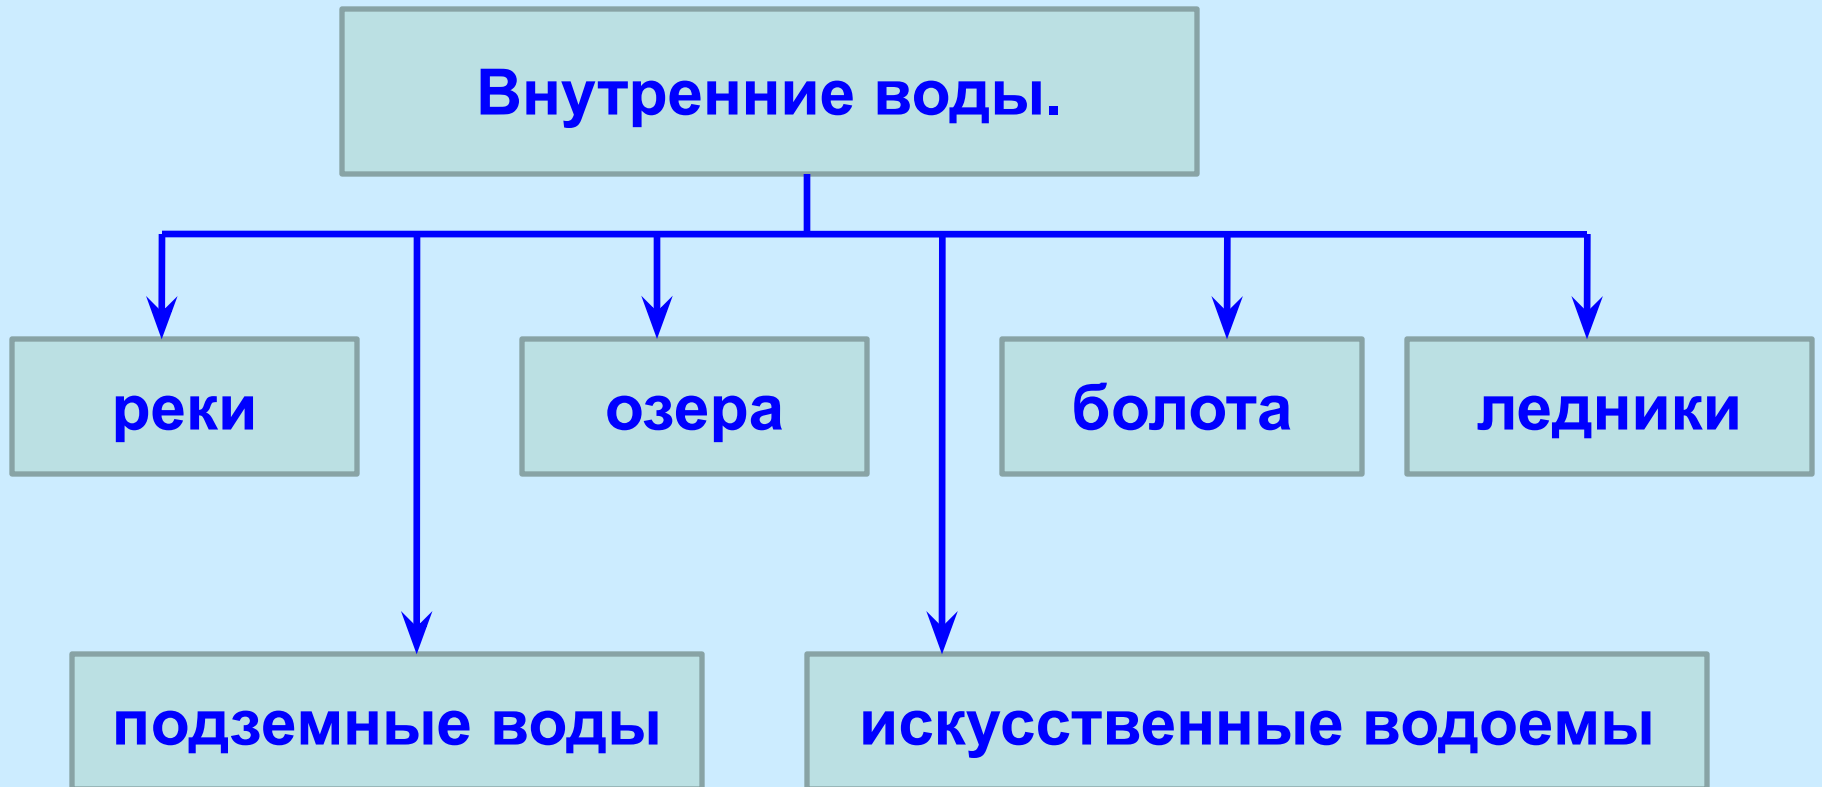 Внутренние воды.
реки
озера
болота
ледники
подземные воды
искусственные водоемы